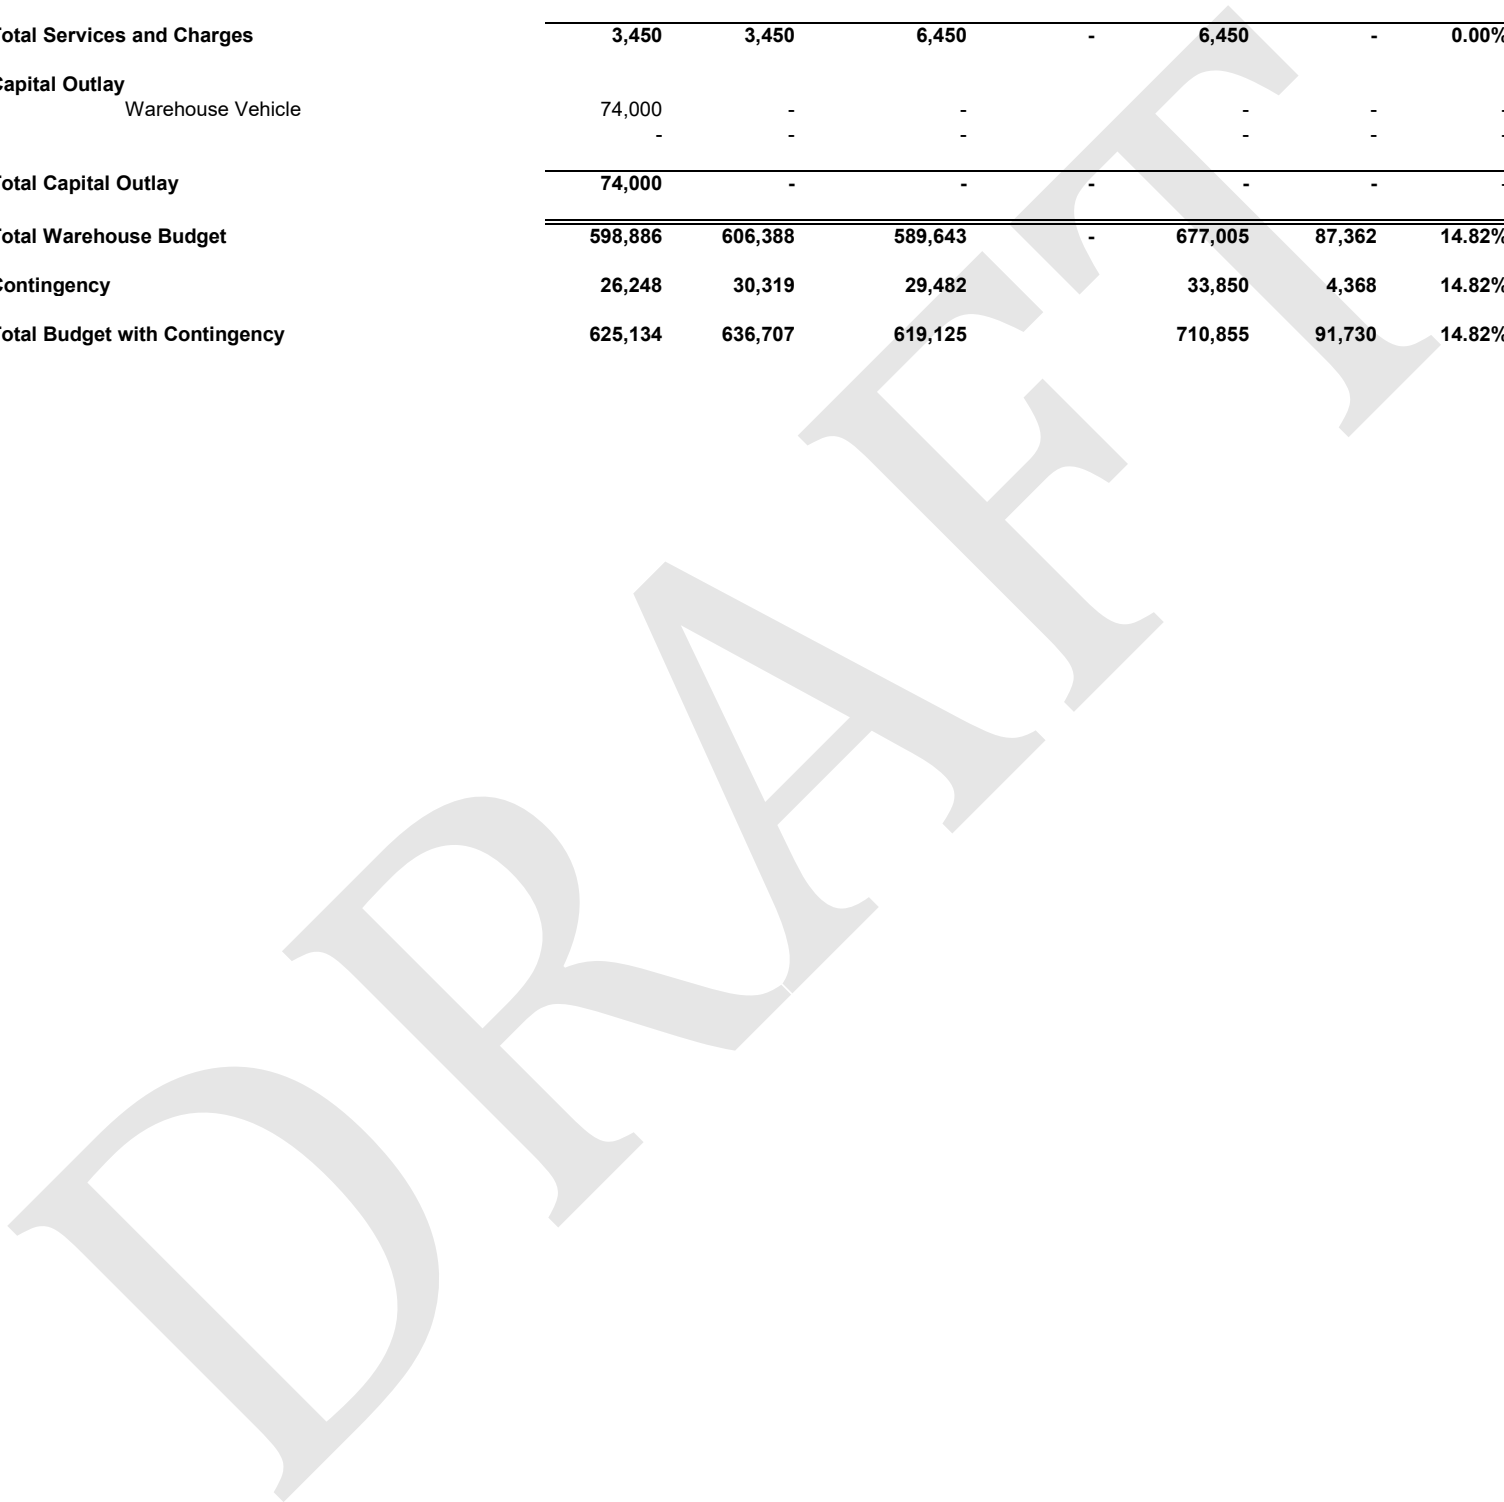 otal Services and Charges 3,450 3,450 6,450 - 6,450 - 0.00%
apital Outlay
Warehouse Vehicle 74,000 - - - - -
- - - - - -
otal Capital Outlay 74,000 - - - - - -
otal Warehouse Budget 598,886 606,388 589,643 - 677,005 87,362 14.82%
ontingency 26,248 30,319 29,482 33,850 4,368 14.82%
otal Budget with Contingency 625,134 636,707 619,125 710,855 91,730 14.82%
DRAFT